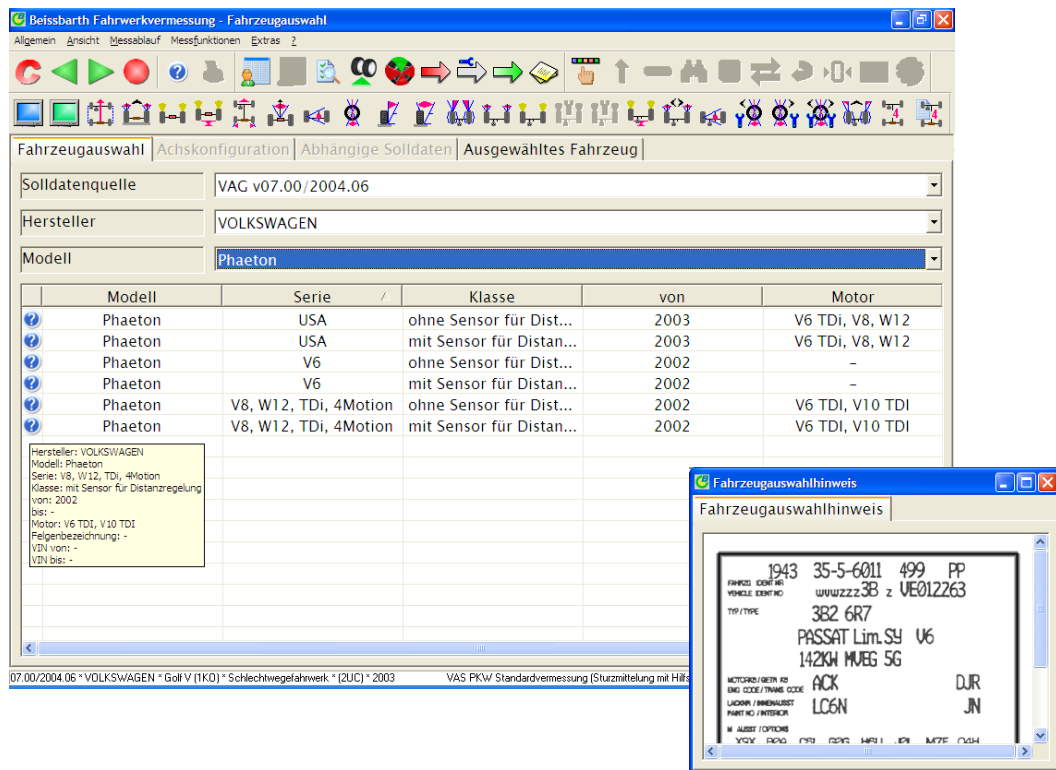 Beissbarth Fahrwerkvermessung - Fahrzeugauswahl
Allgemein Ansicht Messablauf Messfunktionen Extras ?
Fahrzeugauswahl Achskonfiguration Abhängige Solldaten Ausgewähltes Fahrzeug
Solldatenquelle VAG v07.00/2004.06
Hersteller VOLKSWAGEN
Modell Phaeton
Modell Serie Klasse von Motor
Phaeton USA ohne Sensor für Dist... 2003 V6 TDi, V8, W12
Phaeton USA mit Sensor für Distan... 2003 V6 TDi, V8, W12
Phaeton V6 ohne Sensor für Dist... 2002 -
Phaeton V6 mit Sensor für Distan... 2002 -
Phaeton V8, W12, TDi, 4Motion ohne Sensor für Dist... 2002 V6 TDI, V10 TDI
Phaeton V8, W12, TDi, 4Motion mit Sensor für Distan... 2002 V6 TDI, V10 TDI
Hersteller: VOLKSWAGEN
Modell: Phaeton
Serie: V8, W12, TDi, 4Motion
Klasse: mit Sensor für Distanzregelung
von: 2002
bis: -
Motor: V6 TDI, V10 TDI
Felgenbezeichnung: -
VIN von: -
VIN bis: -
07.00/2004.06 * VOLKSWAGEN * Golf V (1K0) * Schlechtwegefahrwerk * (2UC) * 2003 VAS PKW Standardvermessung (Sturzmittelung mit Hilfs
Fahrzeugauswahlhinweis
Fahrzeugauswahlhinweis
1943 35-5-6011 499 PP
FAHRZG IDENT NR
VEHICLE IDENT NO wvwzzz3B z VE012263
TYP/TYPE 3B2 6R7
PASSAT Lim. SY V6
142KW MVEG 5G
MOTORKB/GETR KB
ENG CODE/TRANS CODE ACK DJR
LACKNR/INNENAUSST
PAINT NO/INTERIOR LC6N JN
M AUSST/OPTIONS